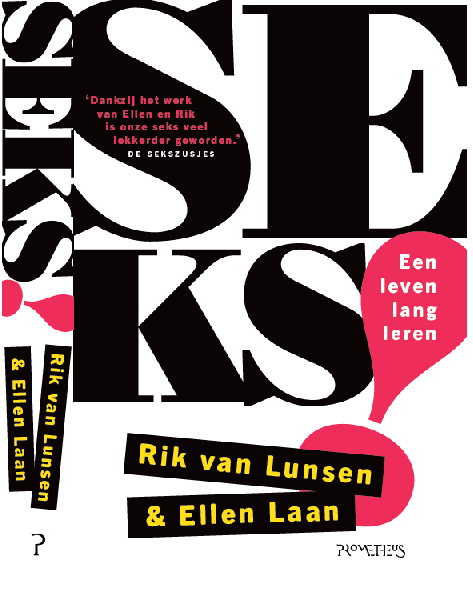 SEKS!
Rik van Lunsen
& Ellen Laan
P
SE
KS!
'Dankzij het werk
van Ellen en Rik
is onze seks veel
lekkerder geworden.'
DE SEKSZUSJES
Een
leven
lang
leren
Rik van Lunsen
& Ellen Laan
PROMETHEUS